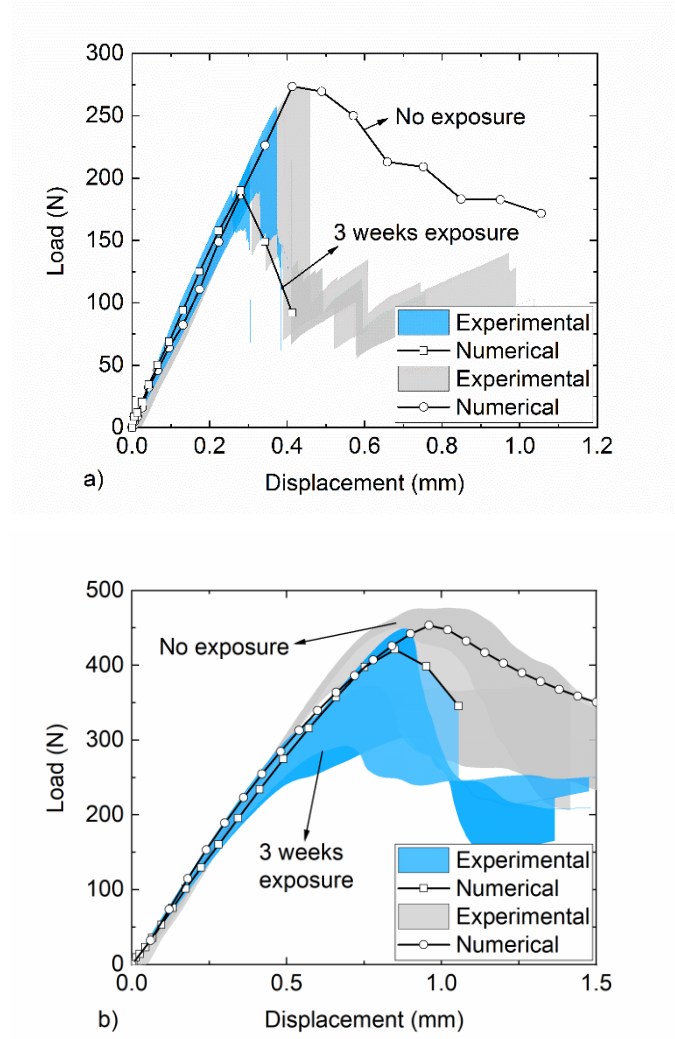 300
250
200
150
100
50
0
Load (N)
No exposure
3 weeks exposure
Experimental
Numerical
Experimental
Numerical
0.0 0.2 0.4 0.6 0.8 1.0 1.2
a)
Displacement (mm)
500
400
300
200
100
0
Load (N)
No exposure
3 weeks
exposure
Experimental
Numerical
Experimental
Numerical
0.0 0.5 1.0 1.5
b)
Displacement (mm)